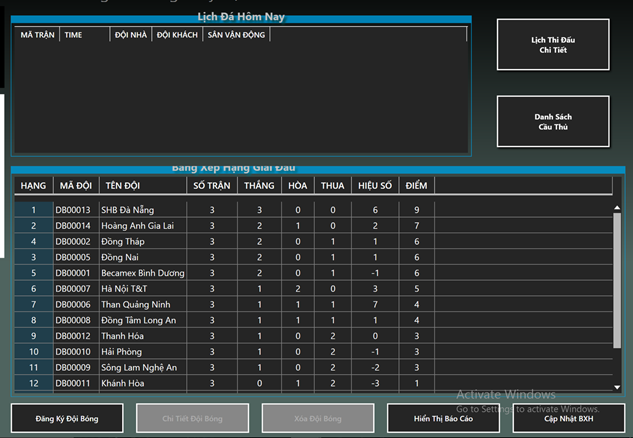 Lịch Đá Hôm Nay
MÃ TRẬN TIME ĐỘI NHÀ ĐỘI KHÁCH SÂN VẬN ĐỘNG
Lịch Thi Đấu
Chi Tiết
Danh Sách
Cầu Thủ
Bảng Xếp Hạng Giải Đấu
HẠNG MÃ ĐỘI TÊN ĐỘI SỐ TRẬN THẮNG HÒA THUA HIỆU SỐ ĐIỂM
1 DB00013 SHB Đà Nẵng 3 3 0 0 6 9
2 DB00014 Hoàng Anh Gia Lai 3 2 1 0 2 7
4 DB00002 Đồng Tháp 3 2 0 1 1 6
3 DB00005 Đồng Nai 3 2 0 1 1 6
5 DB00001 Becamex Bình Dương 3 2 0 1 -1 6
6 DB00007 Hà Nội T&T 3 1 2 0 3 5
7 DB00006 Than Quảng Ninh 3 1 1 1 7 4
8 DB00008 Đồng Tâm Long An 3 1 1 1 1 4
9 DB00012 Thanh Hóa 3 1 0 2 0 3
10 DB00010 Hải Phòng 3 1 0 2 -1 3
11 DB00009 Sông Lam Nghệ An 3 1 0 2 -2 3
12 DB00011 Khánh Hòa 3 0 1 2 -3 1
Activate Windows
Go to Settings to activate Windows.
Đăng Ký Đội Bóng Chi Tiết Đội Bóng Xóa Đội Bóng Hiển Thị Báo Cáo Cập Nhật BXH